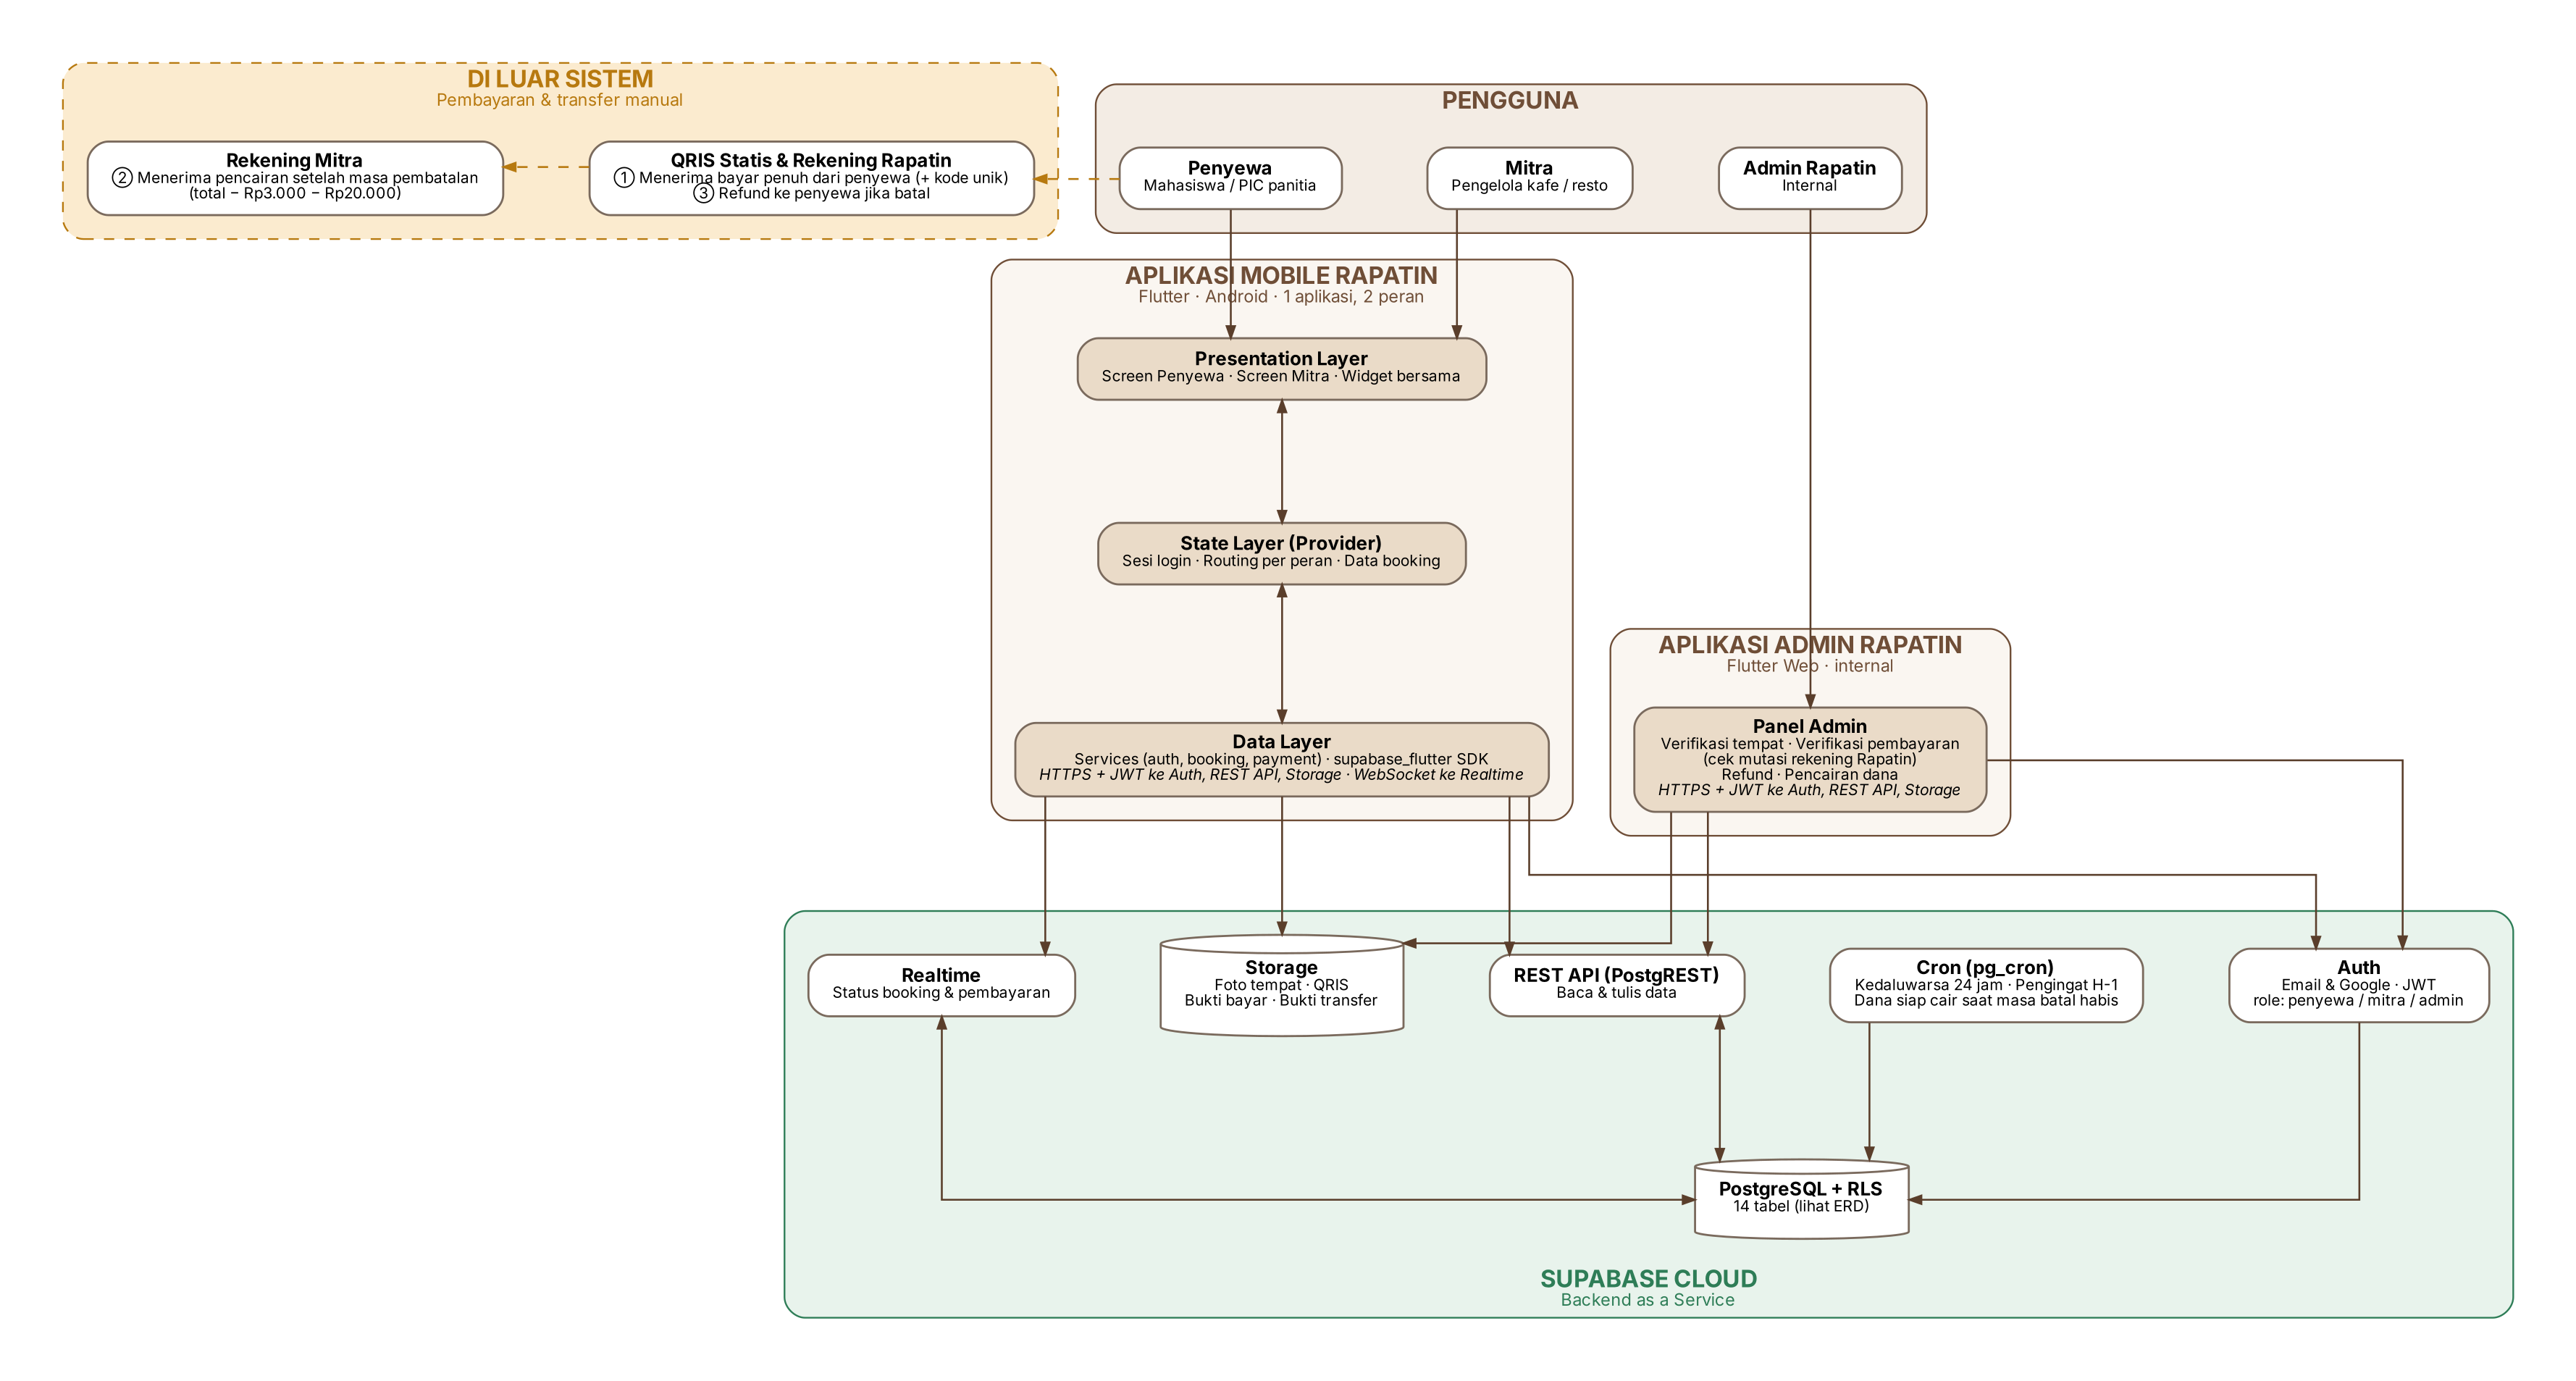 DI LUAR SISTEM
Pembayaran & transfer manual
Rekening Mitra
② Menerima pencairan setelah masa pembatalan
(total − Rp3.000 − Rp20.000)
QRIS Statis & Rekening Rapatin
① Menerima bayar penuh dari penyewa (+ kode unik)
③ Refund ke penyewa jika batal
PENGGUNA
Penyewa
Mahasiswa / PIC panitia
Mitra
Pengelola kafe / resto
Admin Rapatin
Internal
APLIKASI MOBILE RAPATIN
Flutter · Android · 1 aplikasi, 2 peran
Presentation Layer
Screen Penyewa · Screen Mitra · Widget bersama
State Layer (Provider)
Sesi login · Routing per peran · Data booking
Data Layer
Services (auth, booking, payment) · supabase_flutter SDK
HTTPS + JWT ke Auth, REST API, Storage · WebSocket ke Realtime
APLIKASI ADMIN RAPATIN
Flutter Web · internal
Panel Admin
Verifikasi tempat · Verifikasi pembayaran
(cek mutasi rekening Rapatin)
Refund · Pencairan dana
HTTPS + JWT ke Auth, REST API, Storage
Realtime
Status booking & pembayaran
Storage
Foto tempat · QRIS
Bukti bayar · Bukti transfer
REST API (PostgREST)
Baca & tulis data
Cron (pg_cron)
Kedaluwarsa 24 jam · Pengingat H-1
Dana siap cair saat masa batal habis
Auth
Email & Google · JWT
role: penyewa / mitra / admin
PostgreSQL + RLS
14 tabel (lihat ERD)
SUPABASE CLOUD
Backend as a Service